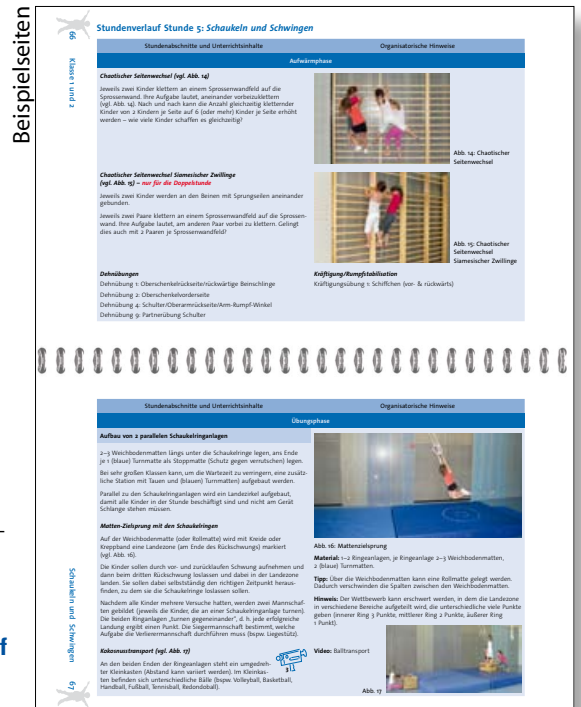 Beispielseiten
66
Klasse 1 und 2
Stundenverlauf Stunde 5: Schaukeln und Schwingen
Stundenabschnitte und Unterrichtsinhalte
Organisatorische Hinweise
Aufwärmphase
Chaotischer Seitenwechsel (vgl. Abb. 14)
Jeweils zwei Kinder klettern an einem Sprossenwandfeld auf die
Sprossenwand. Ihre Aufgabe lautet, aneinander vorbeizuklettern
(vgl. Abb. 14). Nach und nach kann die Anzahl gleichzeitig kletternder
Kinder von 2 Kindern je Seite auf 6 (oder mehr) Kinder je Seite erhöht
werden – wie viele Kinder schaffen es gleichzeitig?
Abb. 14: Chaotischer
Seitenwechsel
Chaotischer Seitenwechsel Siamesischer Zwillinge
(vgl. Abb. 15) – nur für die Doppelstunde
Jeweils zwei Kinder werden an den Beinen mit Sprungseilen aneinander
gebunden.
Jeweils zwei Paare klettern an einem Sprossenwandfeld auf die Sprossen-
wand. Ihre Aufgabe lautet, am anderen Paar vorbei zu klettern. Gelingt
dies auch mit 2 Paaren je Sprossenwandfeld?
Abb. 15: Chaotischer
Seitenwechsel
Siamesischer Zwillinge
Dehnübungen
Dehnübung 1: Oberschenkelrückseite/rückwärtige Beinschlinge
Dehnübung 2: Oberschenkelvorderseite
Dehnübung 4: Schulter/Oberarmrückseite/Arm-Rumpf-Winkel
Dehnübung 9: Partnerübung Schulter
Kräftigung/Rumpfstabilisation
Kräftigungsübung 1: Schiffchen (vor- & rückwärts)
Stundenabschnitte und Unterrichtsinhalte
Organisatorische Hinweise
Übungsphase
Aufbau von 2 parallelen Schaukelringanlagen
2–3 Weichbodenmatten längs unter die Schaukelringe legen, ans Ende
je 1 (blaue) Turnmatte als Stoppmatte (Schutz gegen verrutschen) legen.
Bei sehr großen Klassen kann, um die Wartezeit zu verringern, eine zusätz-
liche Station mit Tauen und (blauen) Turnmatten) aufgebaut werden.
Parallel zu den Schaukelringanlagen wird ein Landezirkel aufgebaut,
damit alle Kinder in der Stunde beschäftigt sind und nicht am Gerät
Schlange stehen müssen.
Matten-Zielsprung mit den Schaukelringen
Auf der Weichbodenmatte (oder Rollmatte) wird mit Kreide oder
Kreppband eine Landezone (am Ende des Rückschwungs) markiert
(vgl. Abb. 16).
Die Kinder sollen durch vor- und zurücklaufen Schwung aufnehmen und
dann beim dritten Rückschwung loslassen und dabei in der Landezone
landen. Sie sollen dabei selbstständig den richtigen Zeitpunkt heraus-
finden, zu dem sie die Schaukelringe loslassen sollen.
Nachdem alle Kinder mehrere Versuche hatten, werden zwei Mannschaf-
ten gebildet (jeweils die Kinder, die an einer Schaukelringanlage turnen).
Die beiden Ringanlagen „turnen gegeneinander“, d. h. jede erfolgreiche
Landung ergibt einen Punkt. Die Siegermannschaft bestimmt, welche
Aufgabe die Verlierermannschaft durchführen muss (bspw. Liegestütz).
Kokosnusstransport (vgl. Abb. 17)
An den beiden Enden der Ringeanlagen steht ein umgedreh-
ter Kleinkasten (Abstand kann variiert werden). Im Kleinkas-
ten befinden sich unterschiedliche Bälle (bspw. Volleyball, Basketball,
Handball, Fußball, Tennisball, Redondoball).
Abb. 16: Mattenzielsprung
Material: 1–2 Ringeanlagen, je Ringeanlage 2–3 Weichbodenmatten,
2 (blaue) Turnmatten.
Tipp: Über die Weichbodenmatten kann eine Rollmatte gelegt werden.
Dadurch verschwinden die Spalten zwischen den Weichbodenmatten.
Hinweis: Der Wettbewerb kann erschwert werden, in dem die Landezone
in verschiedene Bereiche aufgeteilt wird, die unterschiedliche viele Punkte
geben (innerer Ring 3 Punkte, mittlerer Ring 2 Punkte, äußerer Ring
1 Punkt).
Video: Balltransport
Abb. 17
Schaukeln und Schwingen
67
f